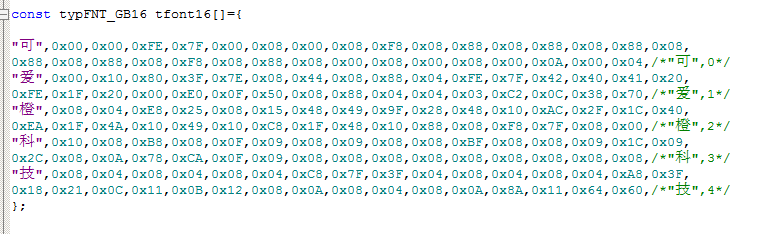 const typFNT_GB16 tfont16[]={
"可",0x00,0x00,0xFE,0x7F,0x00,0x08,0x00,0x08,0xF8,0x08,0x88,0x08,0x88,0x08,0x88,0x08,
0x88,0x08,0x88,0x08,0xF8,0x08,0x88,0x08,0x00,0x08,0x00,0x08,0x00,0x0A,0x00,0x04,/*"可",0*/
"爱",0x00,0x10,0x80,0x3F,0x7E,0x08,0x44,0x08,0x88,0x04,0xFE,0x7F,0x42,0x40,0x41,0x20,
0xFE,0x1F,0x20,0x00,0xE0,0x0F,0x50,0x08,0x88,0x04,0x04,0x03,0xC2,0x0C,0x38,0x70,/*"爱",1*/
"橙",0x08,0x04,0xE8,0x25,0x08,0x15,0x48,0x49,0x9F,0x28,0x48,0x10,0xAC,0x2F,0x1C,0x40,
0xEA,0x1F,0x4A,0x10,0x49,0x10,0xC8,0x1F,0x48,0x10,0x88,0x08,0xF8,0x7F,0x08,0x00,/*"橙",2*/
"科",0x10,0x08,0xB8,0x08,0x0F,0x09,0x08,0x09,0x08,0x08,0xBF,0x08,0x08,0x09,0x1C,0x09,
0x2C,0x08,0x0A,0x78,0xCA,0x0F,0x09,0x08,0x08,0x08,0x08,0x08,0x08,0x08,0x08,0x08,/*"科",3*/
"技",0x08,0x04,0x08,0x04,0x08,0x04,0xC8,0x7F,0x3F,0x04,0x08,0x04,0x08,0x04,0xA8,0x3F,
0x18,0x21,0x0C,0x11,0x0B,0x12,0x08,0x0A,0x08,0x04,0x08,0x0A,0x8A,0x11,0x64,0x60,/*"技",4*/
};